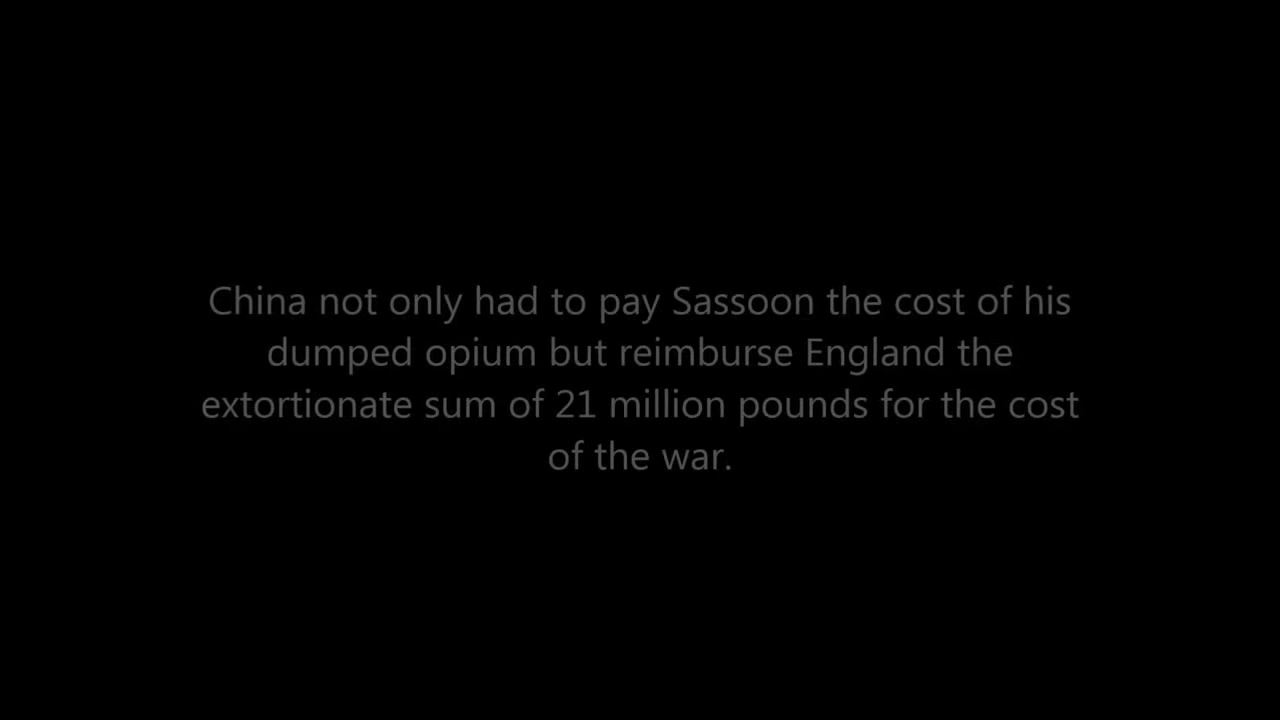 China not only had to pay Sassoon the cost of his
dumped opium but reimburse England the
extortionate sum of 21 million pounds for the cost
of the war.